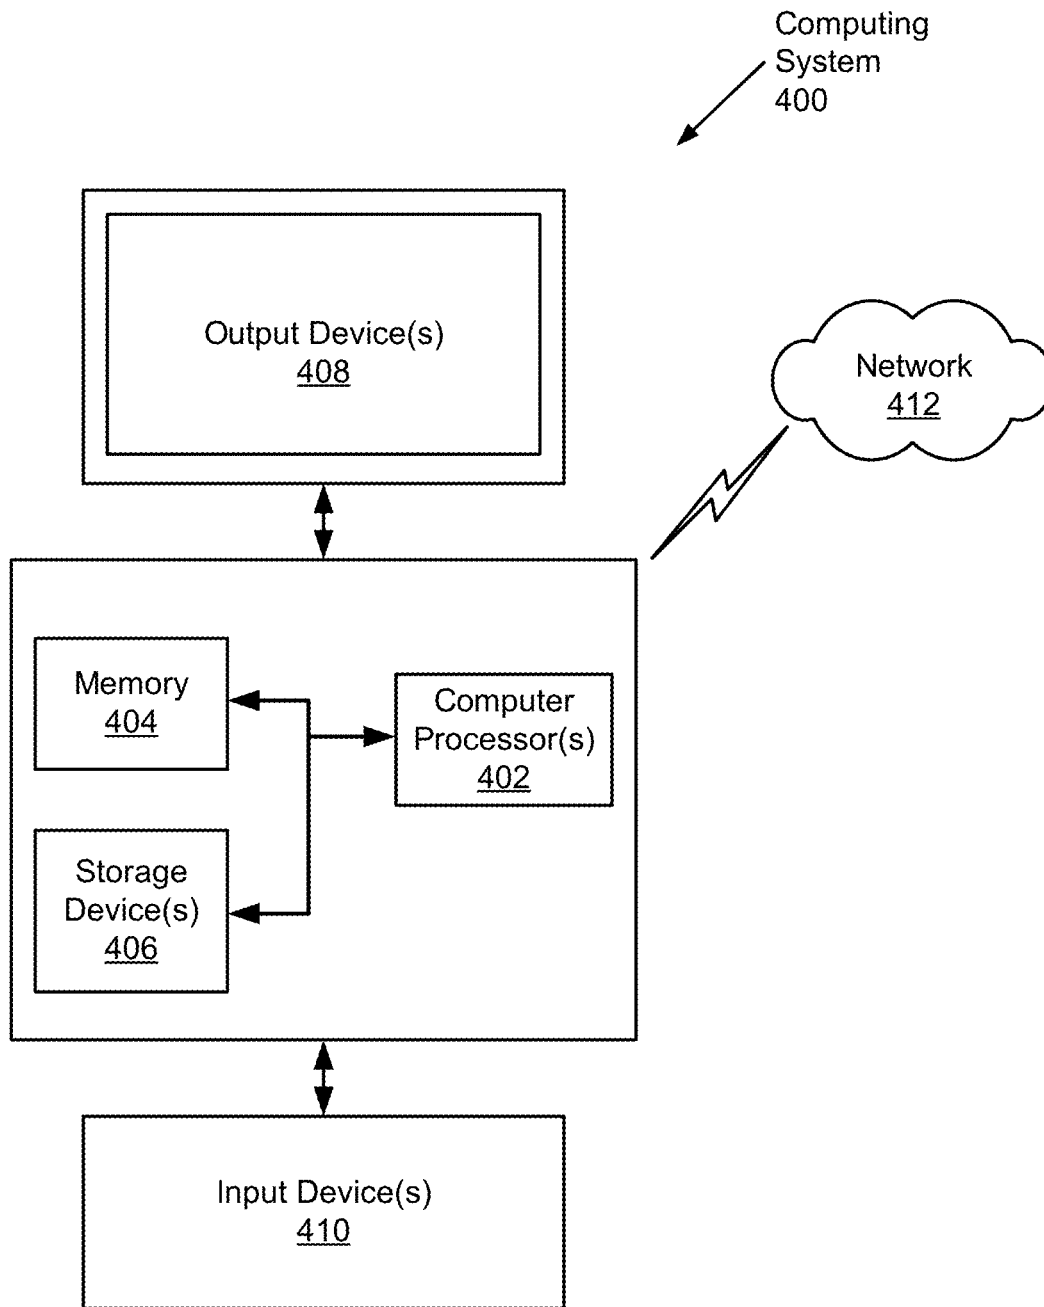 Computing
System
400
Output Device(s)
408
Network
412
Memory
404
Computer
Processor(s)
402
Storage
Device(s)
406
Input Device(s)
410